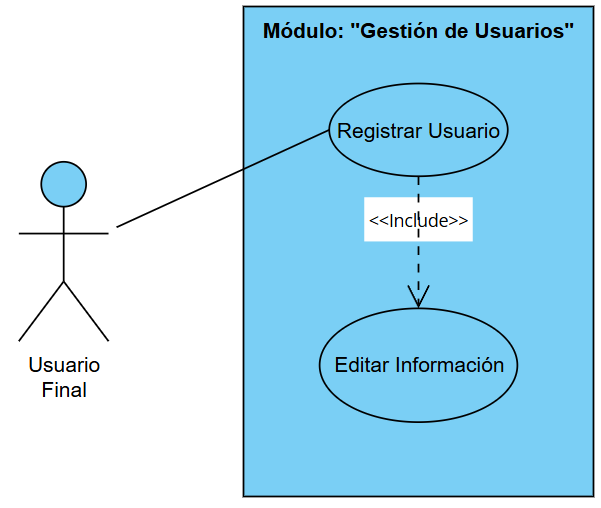 Módulo: "Gestión de Usuarios"
Registrar Usuario
<<Include>>
Editar Información
Usuario
Final